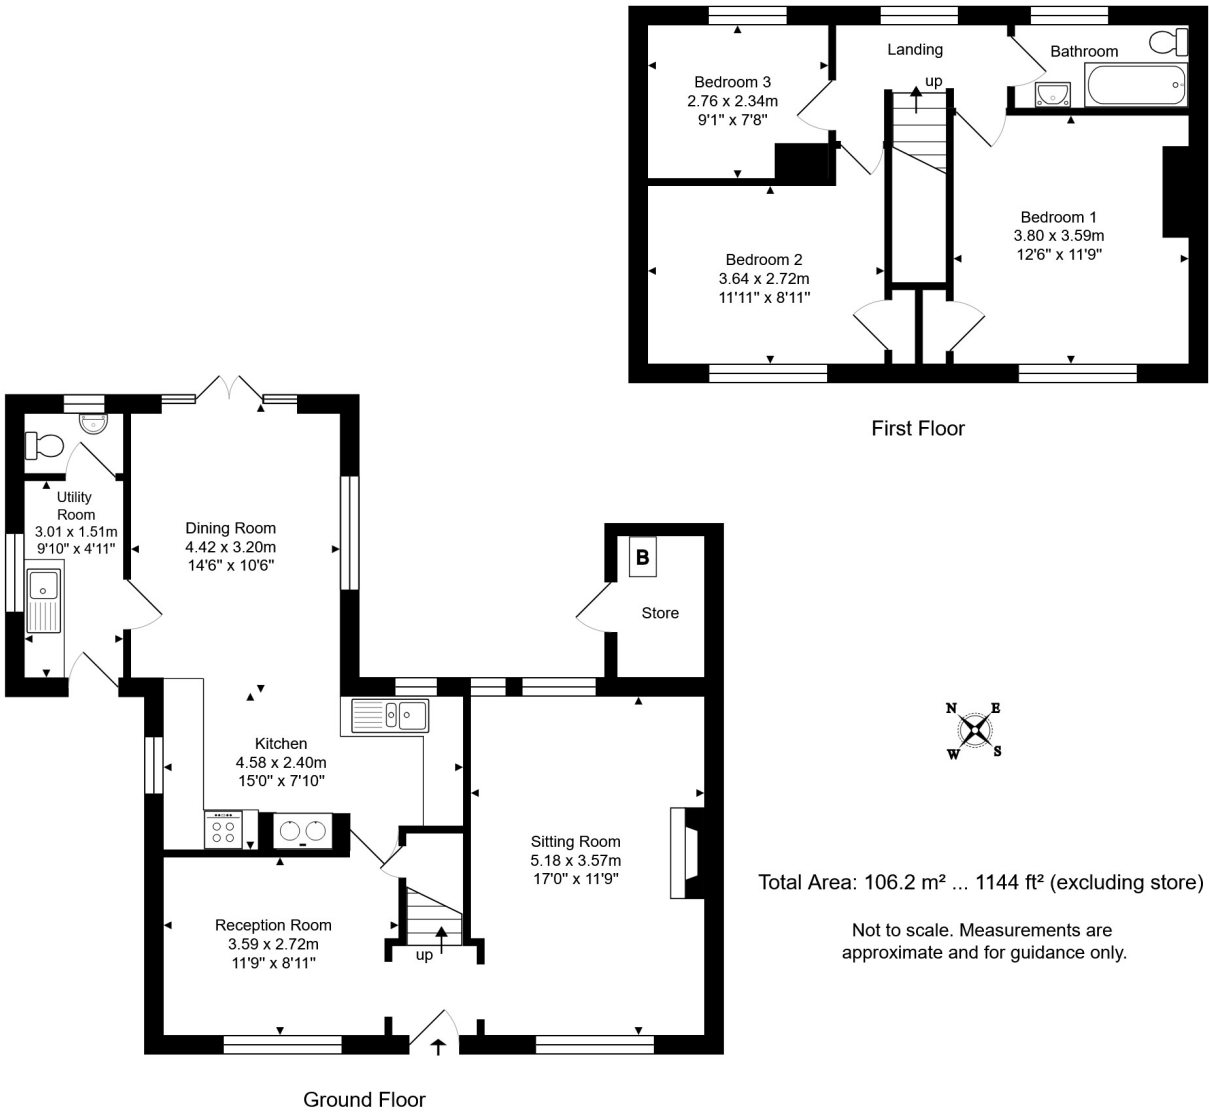 Bedroom 3
2.76 x 2.34m
9'1" x 7'8"
Landing
up
Bathroom
Bedroom 1
3.80 x 3.59m
12'6" x 11'9"
Bedroom 2
3.64 x 2.72m
11'11" x 8'11"
First Floor
Utility
Room
3.01 x 1.51m
9'10" x 4'11"
Dining Room
4.42 x 3.20m
14'6" x 10'6"
B
Store
Kitchen
4.58 x 2.40m
15'0" x 7'10"
Sitting Room
5.18 x 3.57m
17'0" x 11'9"
Reception Room
3.59 x 2.72m
11'9" x 8'11"
up
N E
W S
Total Area: 106.2 m² ... 1144 ft² (excluding store)
Not to scale. Measurements are
approximate and for guidance only.
Ground Floor